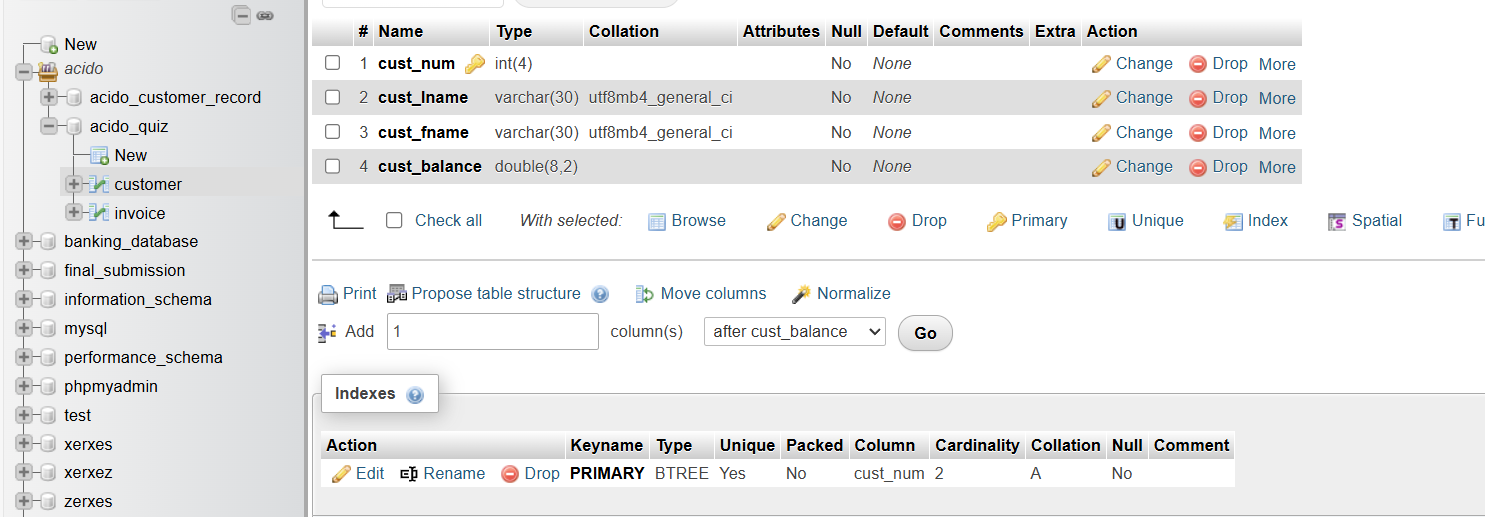 New
acido
acido_customer_record
acido_quiz
New
customer
invoice
banking_database
final_submission
information_schema
mysql
performance_schema
phpmyadmin
test
xerxes
xerxez
zerxes
# Name Type Collation Attributes Null Default Comments Extra Action
1 cust_num int(4) No None Change Drop More
2 cust_lname varchar(30) utf8mb4_general_ci No None Change Drop More
3 cust_fname varchar(30) utf8mb4_general_ci No None Change Drop More
4 cust_balance double(8,2) No None Change Drop More
Check all With selected: Browse Change Drop Primary U Unique Index S Spatial T Fu
Print Propose table structure Move columns Normalize
Add 1 column(s) after cust_balance Go
Indexes
Action Keyname Type Unique Packed Column Cardinality Collation Null Comment
Edit Rename Drop PRIMARY BTREE Yes No cust_num 2 A No